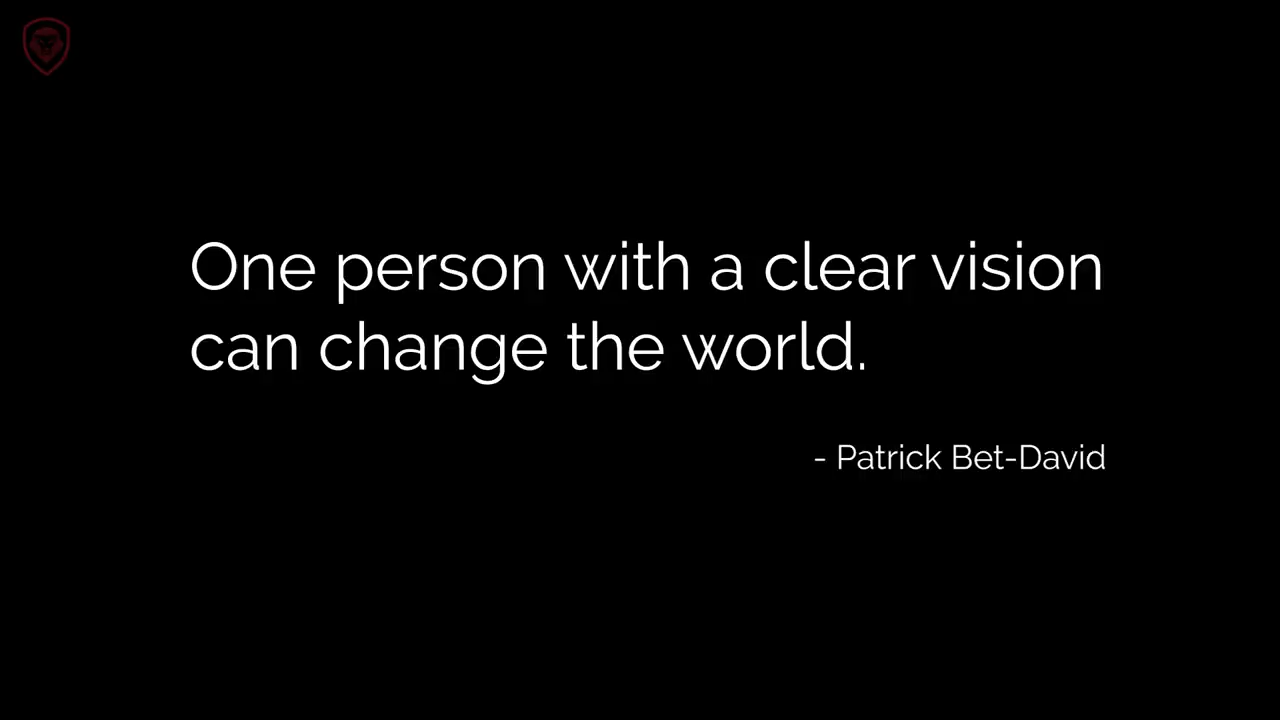 One person with a clear vision
can change the world.
- Patrick Bet-David